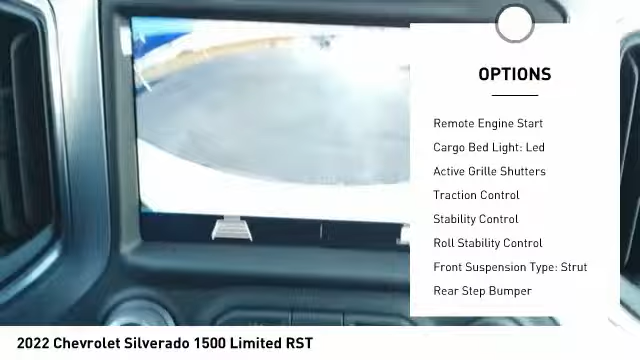 OPTIONS
Remote Engine Start
Cargo Bed Light: Led
Active Grille Shutters
Traction Control
Stability Control
Roll Stability Control
Front Suspension Type: Strut
Rear Step Bumper
2022 Chevrolet Silverado 1500 Limited RST